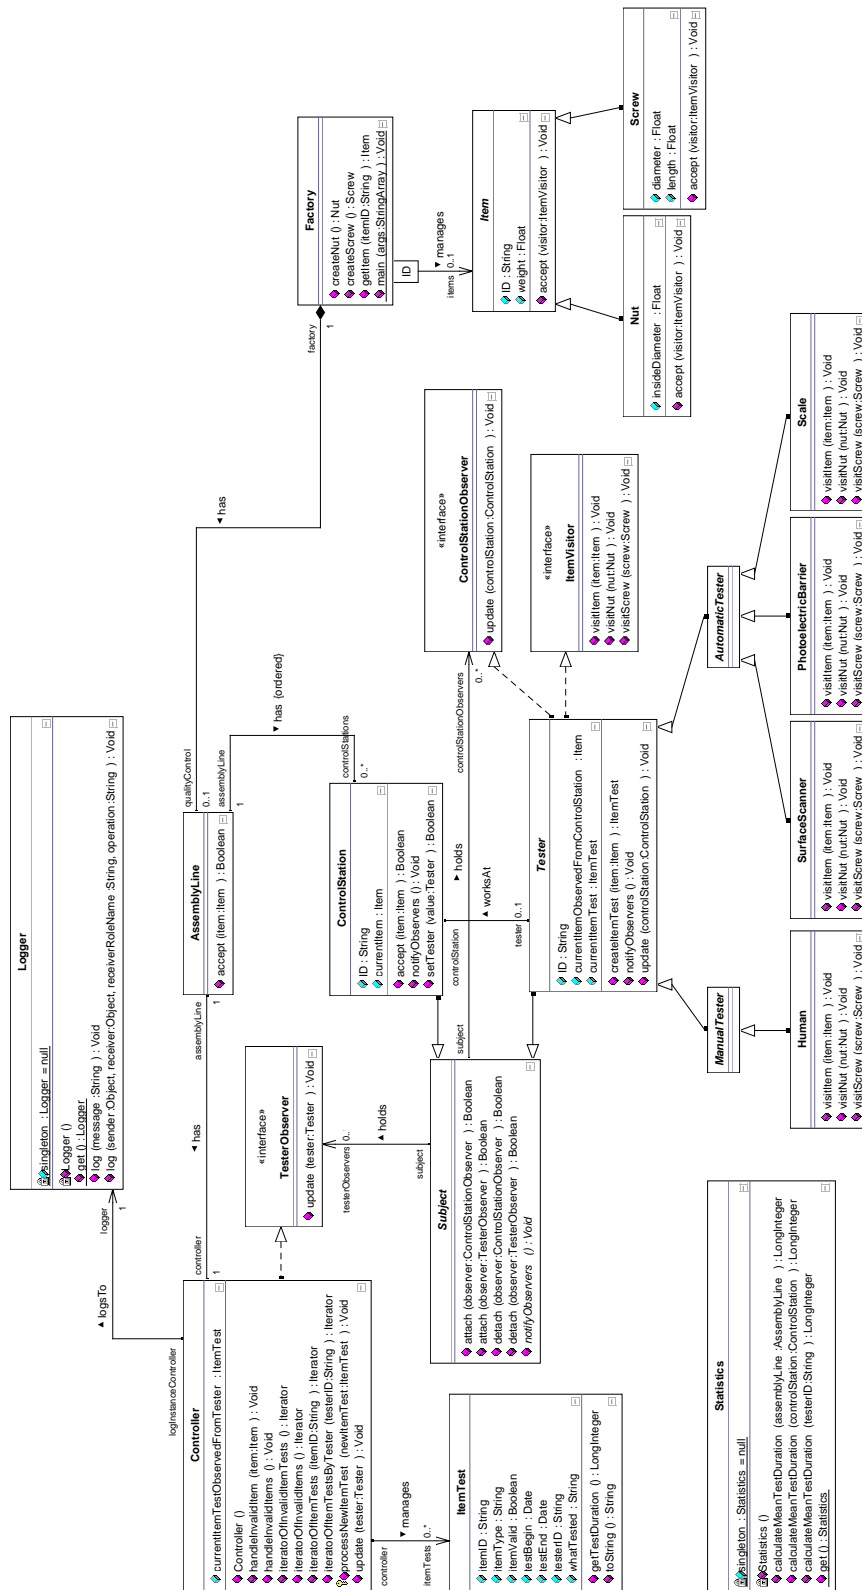 Logger
singleton : Logger = null
Logger ()
get () : Logger
log (message :String ) : Void
log (sender :Object, receiver:Object, receiverRoleName :String, operation :String ) : Void
logger
1
◄ logsTo
logInstanceController
Controller
currentItemTestObservedFromTester : ItemTest
Controller ()
handleInvalidItem (item:Item ) : Void
handleInvalidItems () : Void
iteratorOfInvalidItemTests () : Iterator
iteratorOfInvalidItems () : Iterator
iteratorOfItemTests (itemID:String ) : Iterator
iteratorOfItemTestsByTester (testerID:String ) : Iterator
processNewItemTest (newItemTest: ItemTest ) : Void
update (tester:Tester ) : Void
controller
1
◄ has
assemblyLine
1
AssemblyLine
accept (item:Item ) : Boolean
qualityControl
0..1
◄ has
factory
1
Factory
createNut () : Nut
createScrew () : Screw
getItem (itemID :String ) : Item
main (args :StringArray ) : Void
ID
◄ manages
items 0..1
Item
ID : String
weight : Float
accept (visitor:ItemVisitor ) : Void
Screw
diameter : Float
length : Float
accept (visitor:ItemVisitor ) : Void
Nut
insideDiameter : Float
accept (visitor:ItemVisitor ) : Void
assemblyLine
1
◄ has {ordered}
controlStations
0..*
ControlStation
ID : String
currentItem : Item
accept (item:Item ) : Boolean
notifyObservers () : Void
setTester (value:Tester ) : Boolean
«interface»
TesterObserver
update (tester:Tester ) : Void
testerObservers 0..
◄ holds
subject
Subject
attach (observer:ControlStationObserver ) : Boolean
attach (observer:TesterObserver ) : Boolean
detach (observer:ControlStationObserver ) : Boolean
detach (observer:TesterObserver ) : Boolean
notifyObservers () : Void
subject
► holds
controlStationObservers
0..*
«interface»
ControlStationObserver
update (controlStation :ControlStation ) : Void
controlStation
◄ worksAt
tester 0..1
«interface»
ItemVisitor
visitItem (item:Item ) : Void
visitNut (nut:Nut ) : Void
visitScrew (screw:Screw ) : Void
Tester
ID : String
currentItemObservedFromControlStation : Item
currentItemTest : ItemTest
createItemTest (item:Item ) : ItemTest
notifyObservers () : Void
update (controlStation:ControlStation ) : Void
AutomaticTester
ManualTester
Scale
visitItem (item:Item ) : Void
visitNut (nut:Nut ) : Void
visitScrew (screw:Screw ) : Void
PhotoelectricBarrier
visitItem (item:Item ) : Void
visitNut (nut:Nut ) : Void
visitScrew (screw:Screw ) : Void
SurfaceScanner
visitItem (item:Item ) : Void
visitNut (nut:Nut ) : Void
visitScrew (screw:Screw ) : Void
Human
visitItem (item:Item ) : Void
visitNut (nut:Nut ) : Void
visitScrew (screw:Screw ) : Void
controller
◄ manages
itemTests 0..*
ItemTest
itemID : String
itemType : String
itemValid : Boolean
testBegin : Date
testEnd : Date
testerID : String
whatTested : String
getTestDuration () : LongInteger
toString () : String
Statistics
singleton : Statistics = null
Statistics ()
calculateMeanTestDuration (assemblyLine :AssemblyLine ) : LongInteger
calculateMeanTestDuration (controlStation :ControlStation ) : LongInteger
calculateMeanTestDuration (testerID:String ) : LongInteger
get () : Statistics